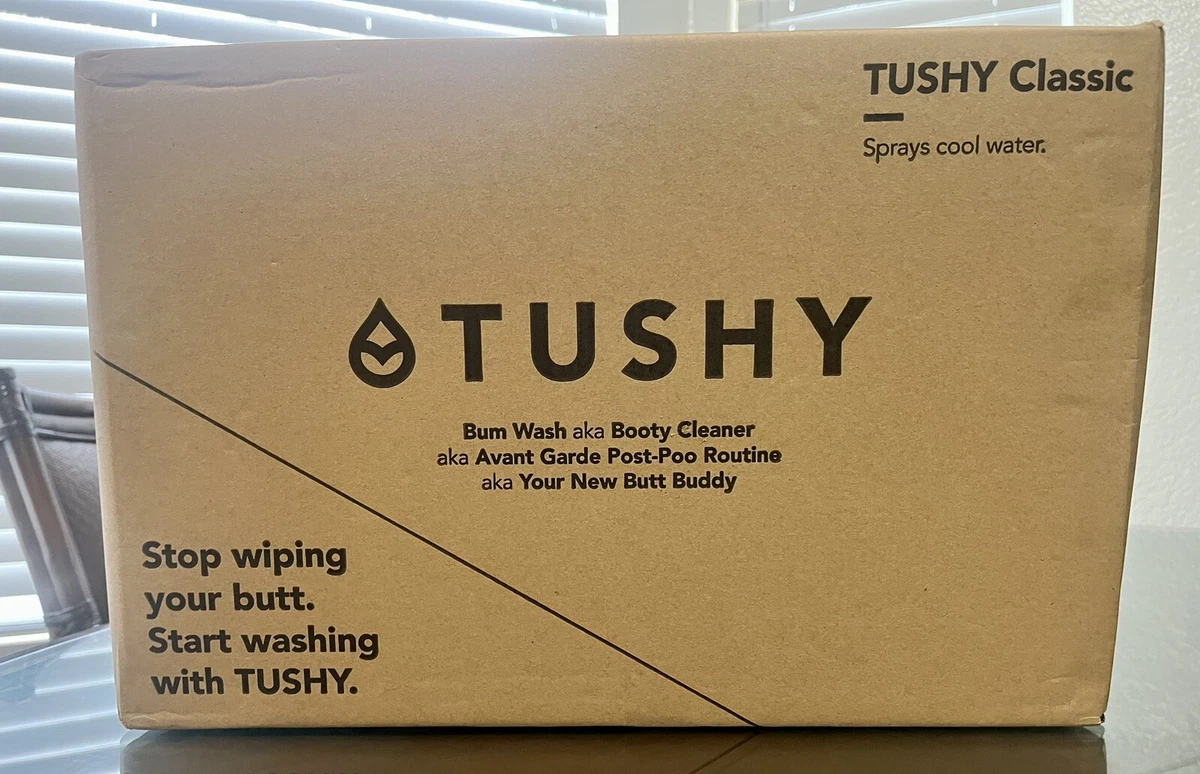 TUSHY Classic
Sprays cool water.
TUSHY
Bum Wash aka Booty Cleaner
aka Avant Garde Post-Poo Routine
aka Your New Butt Buddy
Stop wiping
your butt.
Start washing
with TUSHY.